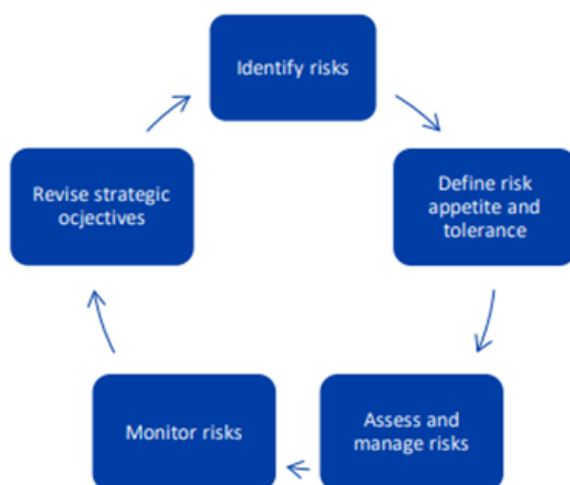 Identify risks
Define risk
appetite and
tolerance
Assess and
manage risks
Monitor risks
Revise strategic
ocjectives